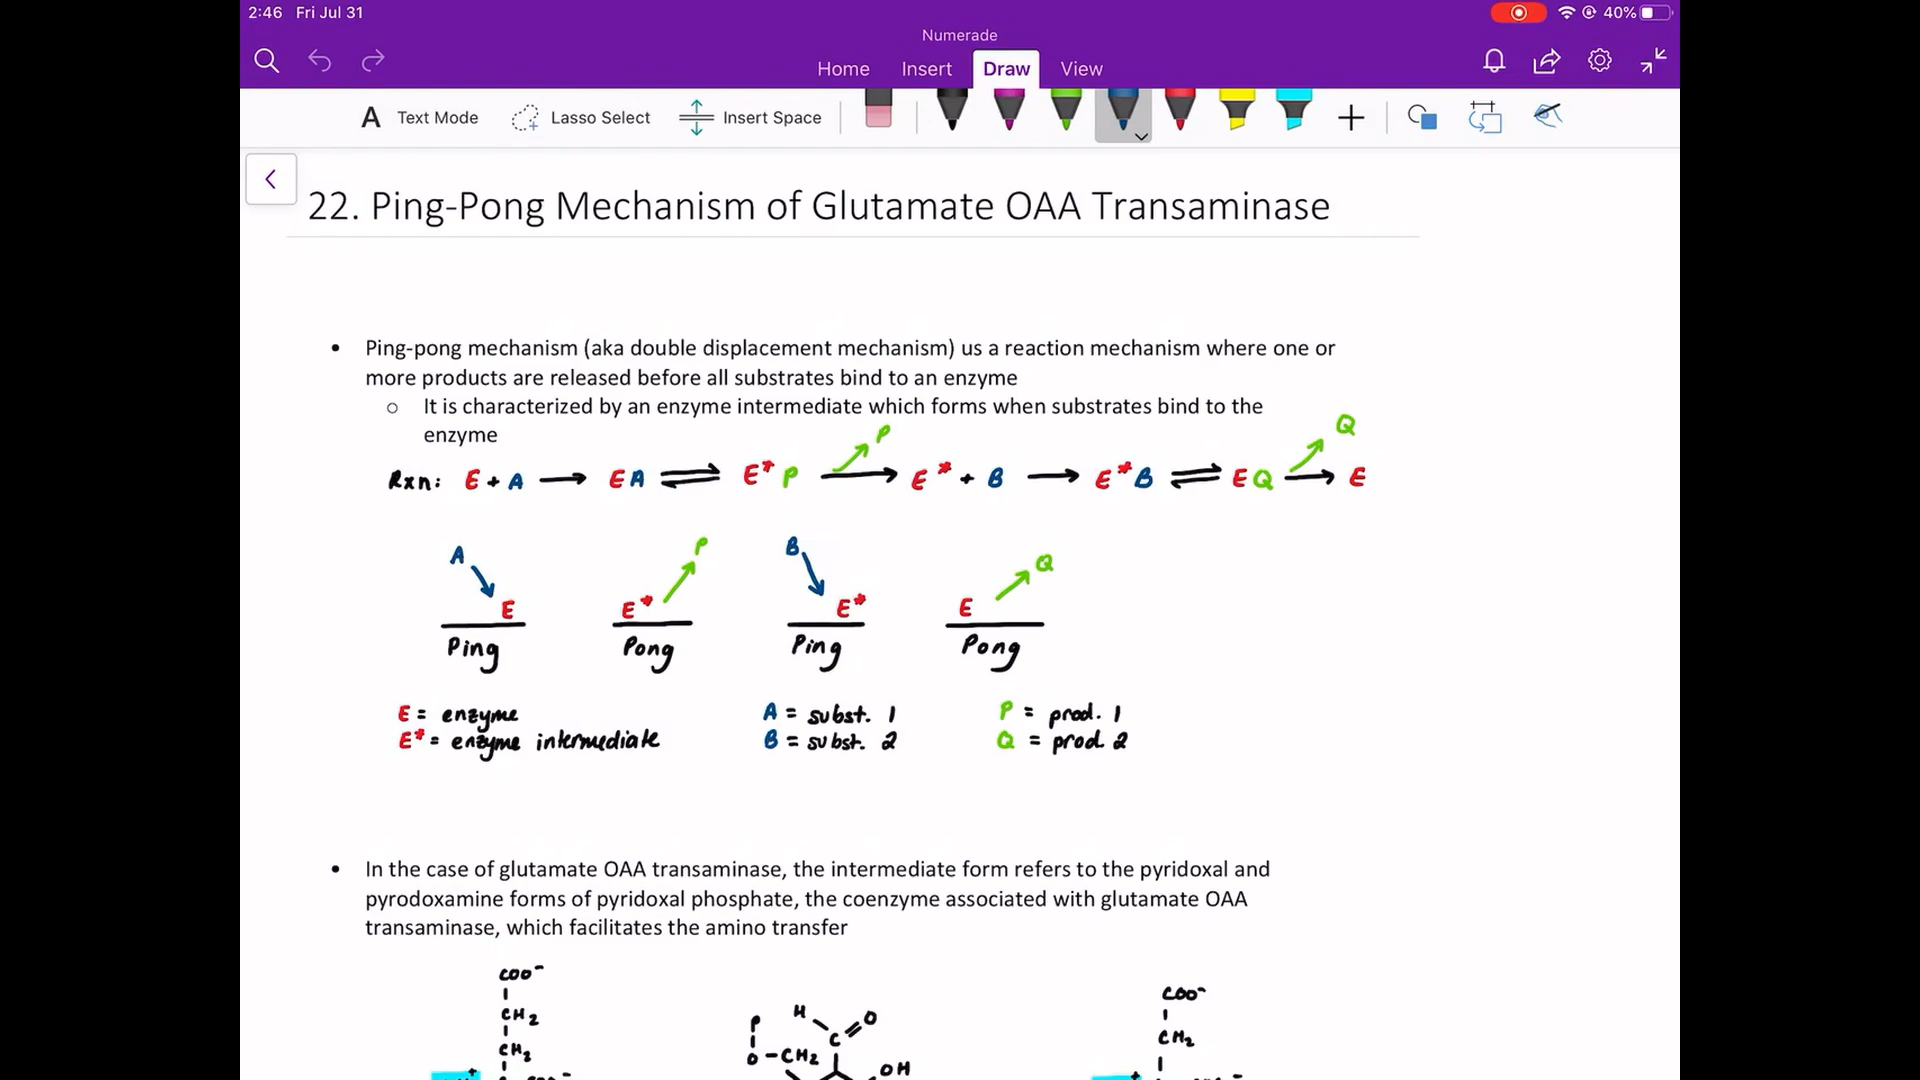 2:46 Fri Jul 31
40%
Numerade
Home Insert Draw View
A Text Mode Lasso Select Insert Space
22. Ping-Pong Mechanism of Glutamate OAA Transaminase
• Ping-pong mechanism (aka double displacement mechanism) us a reaction mechanism where one or
more products are released before all substrates bind to an enzyme
○ It is characterized by an enzyme intermediate which forms when substrates bind to the
enzyme
P Q
Rxn: E + A → EA ⇌ E* P → E* + B → E* B ⇌ EQ → E
A P B Q
E E* E* E
Ping Pong Ping Pong
E = enzyme A = subst. 1 P = prod. 1
E* = enzyme intermediate B = subst. 2 Q = prod. 2
• In the case of glutamate OAA transaminase, the intermediate form refers to the pyridoxal and
pyrodoxamine forms of pyridoxal phosphate, the coenzyme associated with glutamate OAA
transaminase, which facilitates the amino transfer
COO⁻ COO⁻
CH₂ P H C O CH₂
CH₂ O-CH₂ OH